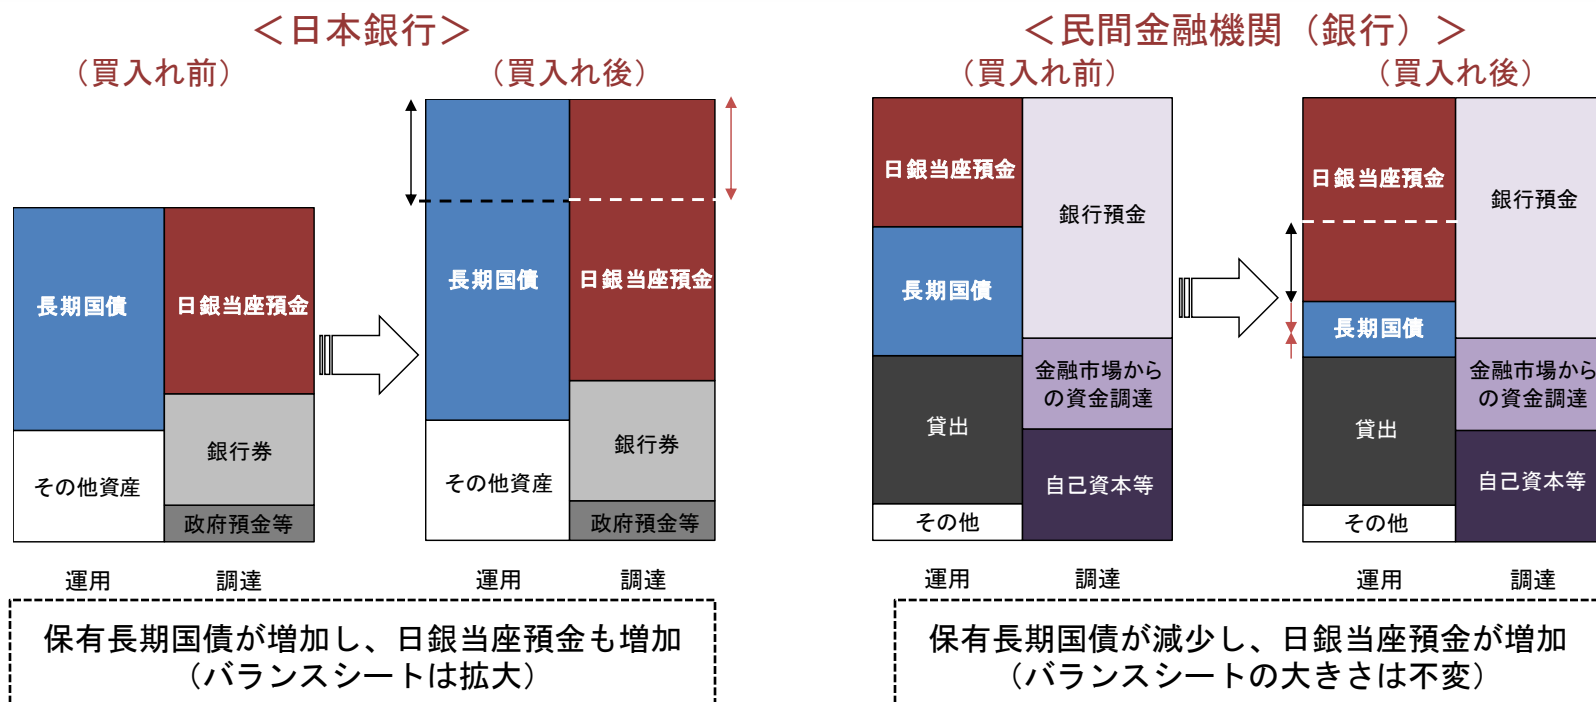 ＜日本銀行＞
（買入れ前）
（買入れ後）
長期国債
日銀当座預金
その他資産
銀行券
政府預金等
運用
調達
長期国債
日銀当座預金
その他資産
銀行券
政府預金等
運用
調達
保有長期国債が増加し、日銀当座預金も増加
（バランスシートは拡大）
＜民間金融機関（銀行）＞
（買入れ前）
（買入れ後）
日銀当座預金
長期国債
貸出
その他
銀行預金
金融市場から
の資金調達
自己資本等
運用
調達
日銀当座預金
長期国債
貸出
その他
銀行預金
金融市場から
の資金調達
自己資本等
運用
調達
保有長期国債が減少し、日銀当座預金が増加
（バランスシートの大きさは不変）